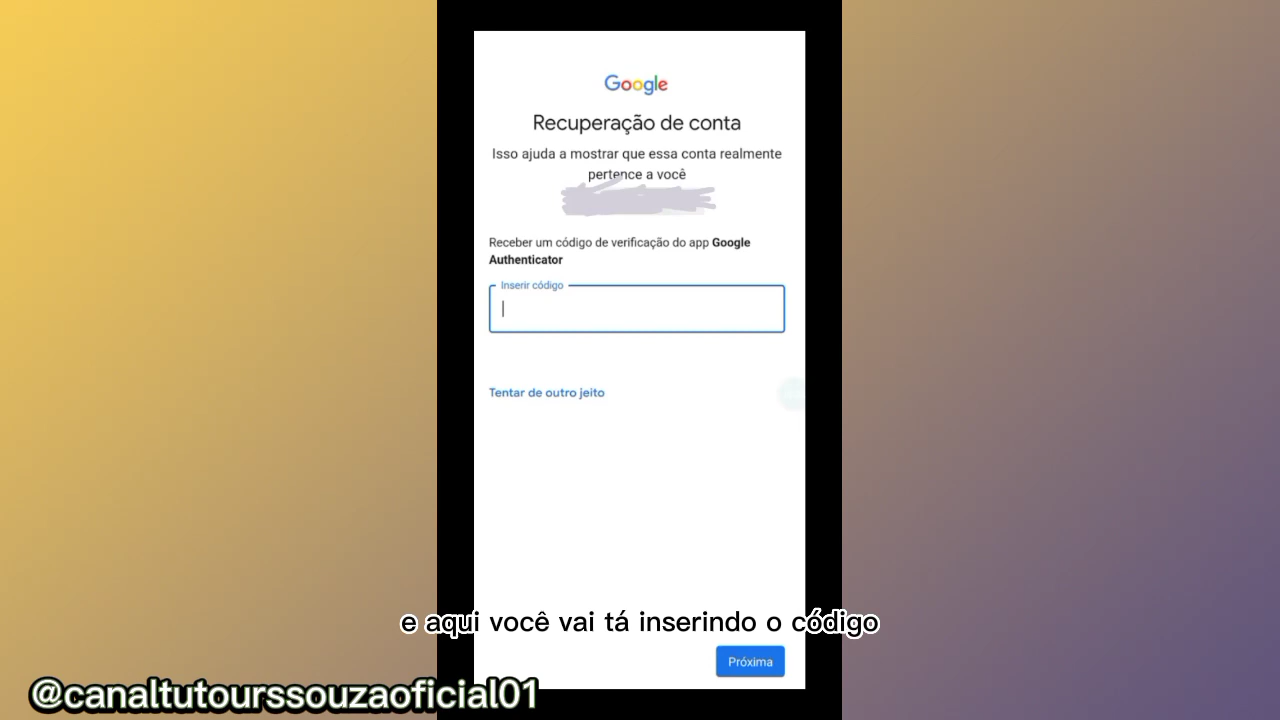 Google
Recuperação de conta
Isso ajuda a mostrar que essa conta realmente
pertence a você
Receber um código de verificação do app Google
Authenticator
Inserir código
Tentar de outro jeito
e aqui você vai tá inserindo o código
Próxima
@canaltutourssouzaoficial01